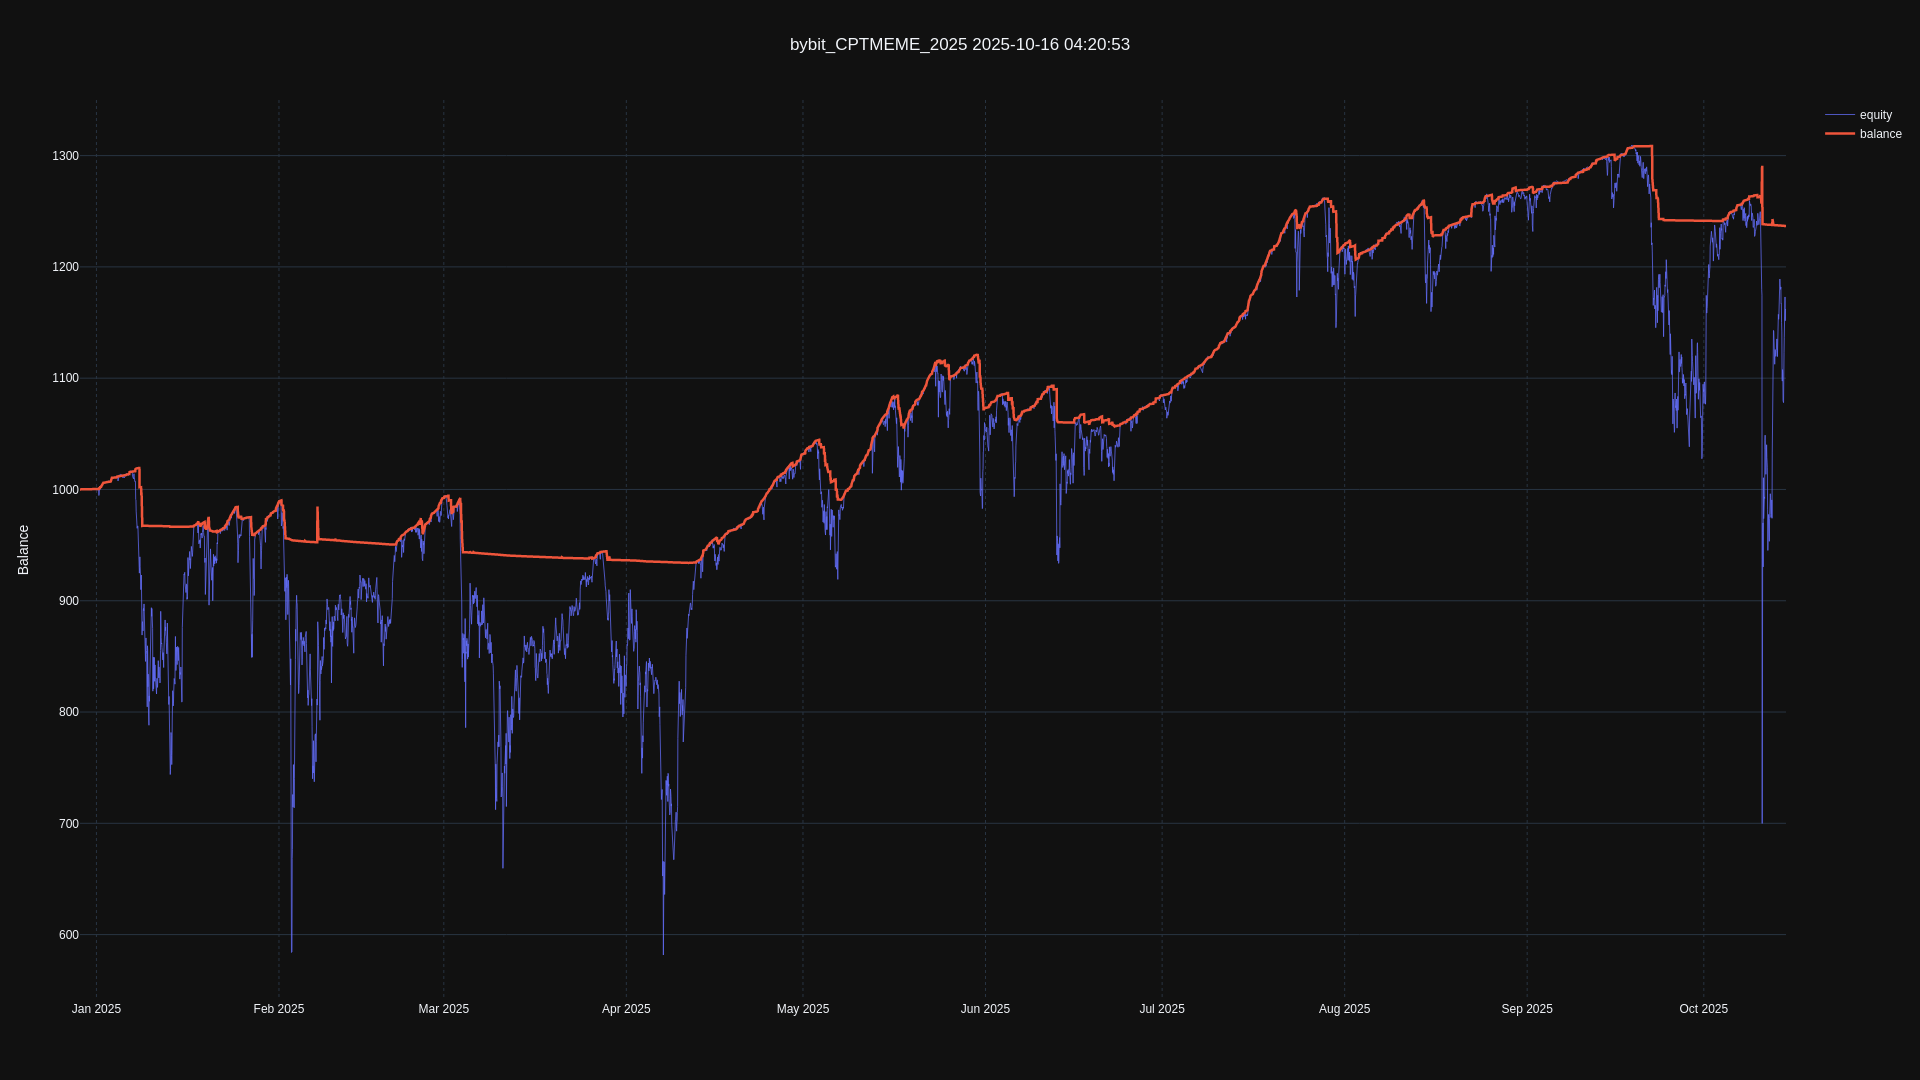 bybit_CPTMEME_2025 2025-10-16 04:20:53
equity
balance
Balance
1300
1200
1100
1000
900
800
700
600
Jan 2025
Feb 2025
Mar 2025
Apr 2025
May 2025
Jun 2025
Jul 2025
Aug 2025
Sep 2025
Oct 2025